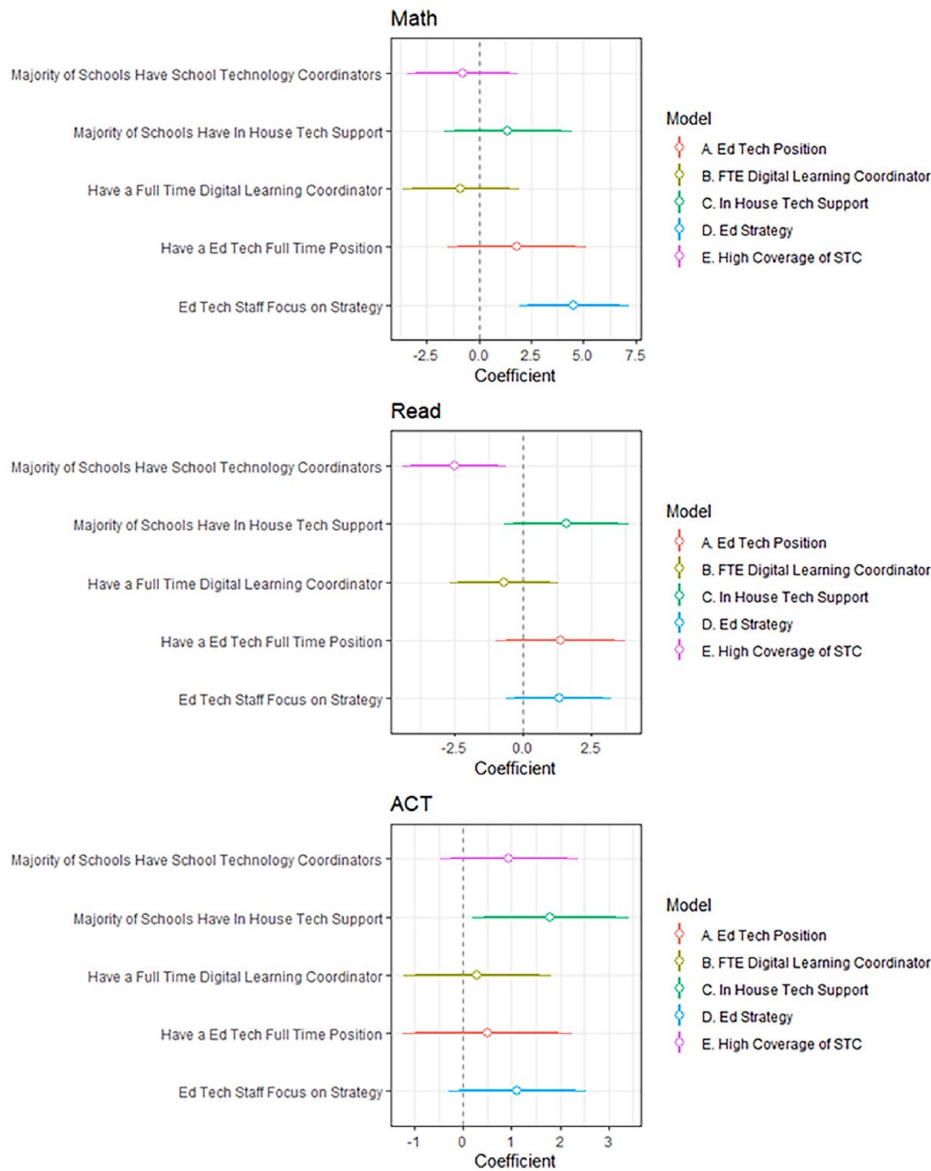 Math
Majority of Schools Have School Technology Coordinators
Majority of Schools Have In House Tech Support
Have a Full Time Digital Learning Coordinator
Have a Ed Tech Full Time Position
Ed Tech Staff Focus on Strategy
-2.5 0.0 2.5 5.0 7.5
Coefficient
Model
A. Ed Tech Position
B. FTE Digital Learning Coordinator
C. In House Tech Support
D. Ed Strategy
E. High Coverage of STC
Read
Majority of Schools Have School Technology Coordinators
Majority of Schools Have In House Tech Support
Have a Full Time Digital Learning Coordinator
Have a Ed Tech Full Time Position
Ed Tech Staff Focus on Strategy
-2.5 0.0 2.5
Coefficient
Model
A. Ed Tech Position
B. FTE Digital Learning Coordinator
C. In House Tech Support
D. Ed Strategy
E. High Coverage of STC
ACT
Majority of Schools Have School Technology Coordinators
Majority of Schools Have In House Tech Support
Have a Full Time Digital Learning Coordinator
Have a Ed Tech Full Time Position
Ed Tech Staff Focus on Strategy
-1 0 1 2 3
Coefficient
Model
A. Ed Tech Position
B. FTE Digital Learning Coordinator
C. In House Tech Support
D. Ed Strategy
E. High Coverage of STC